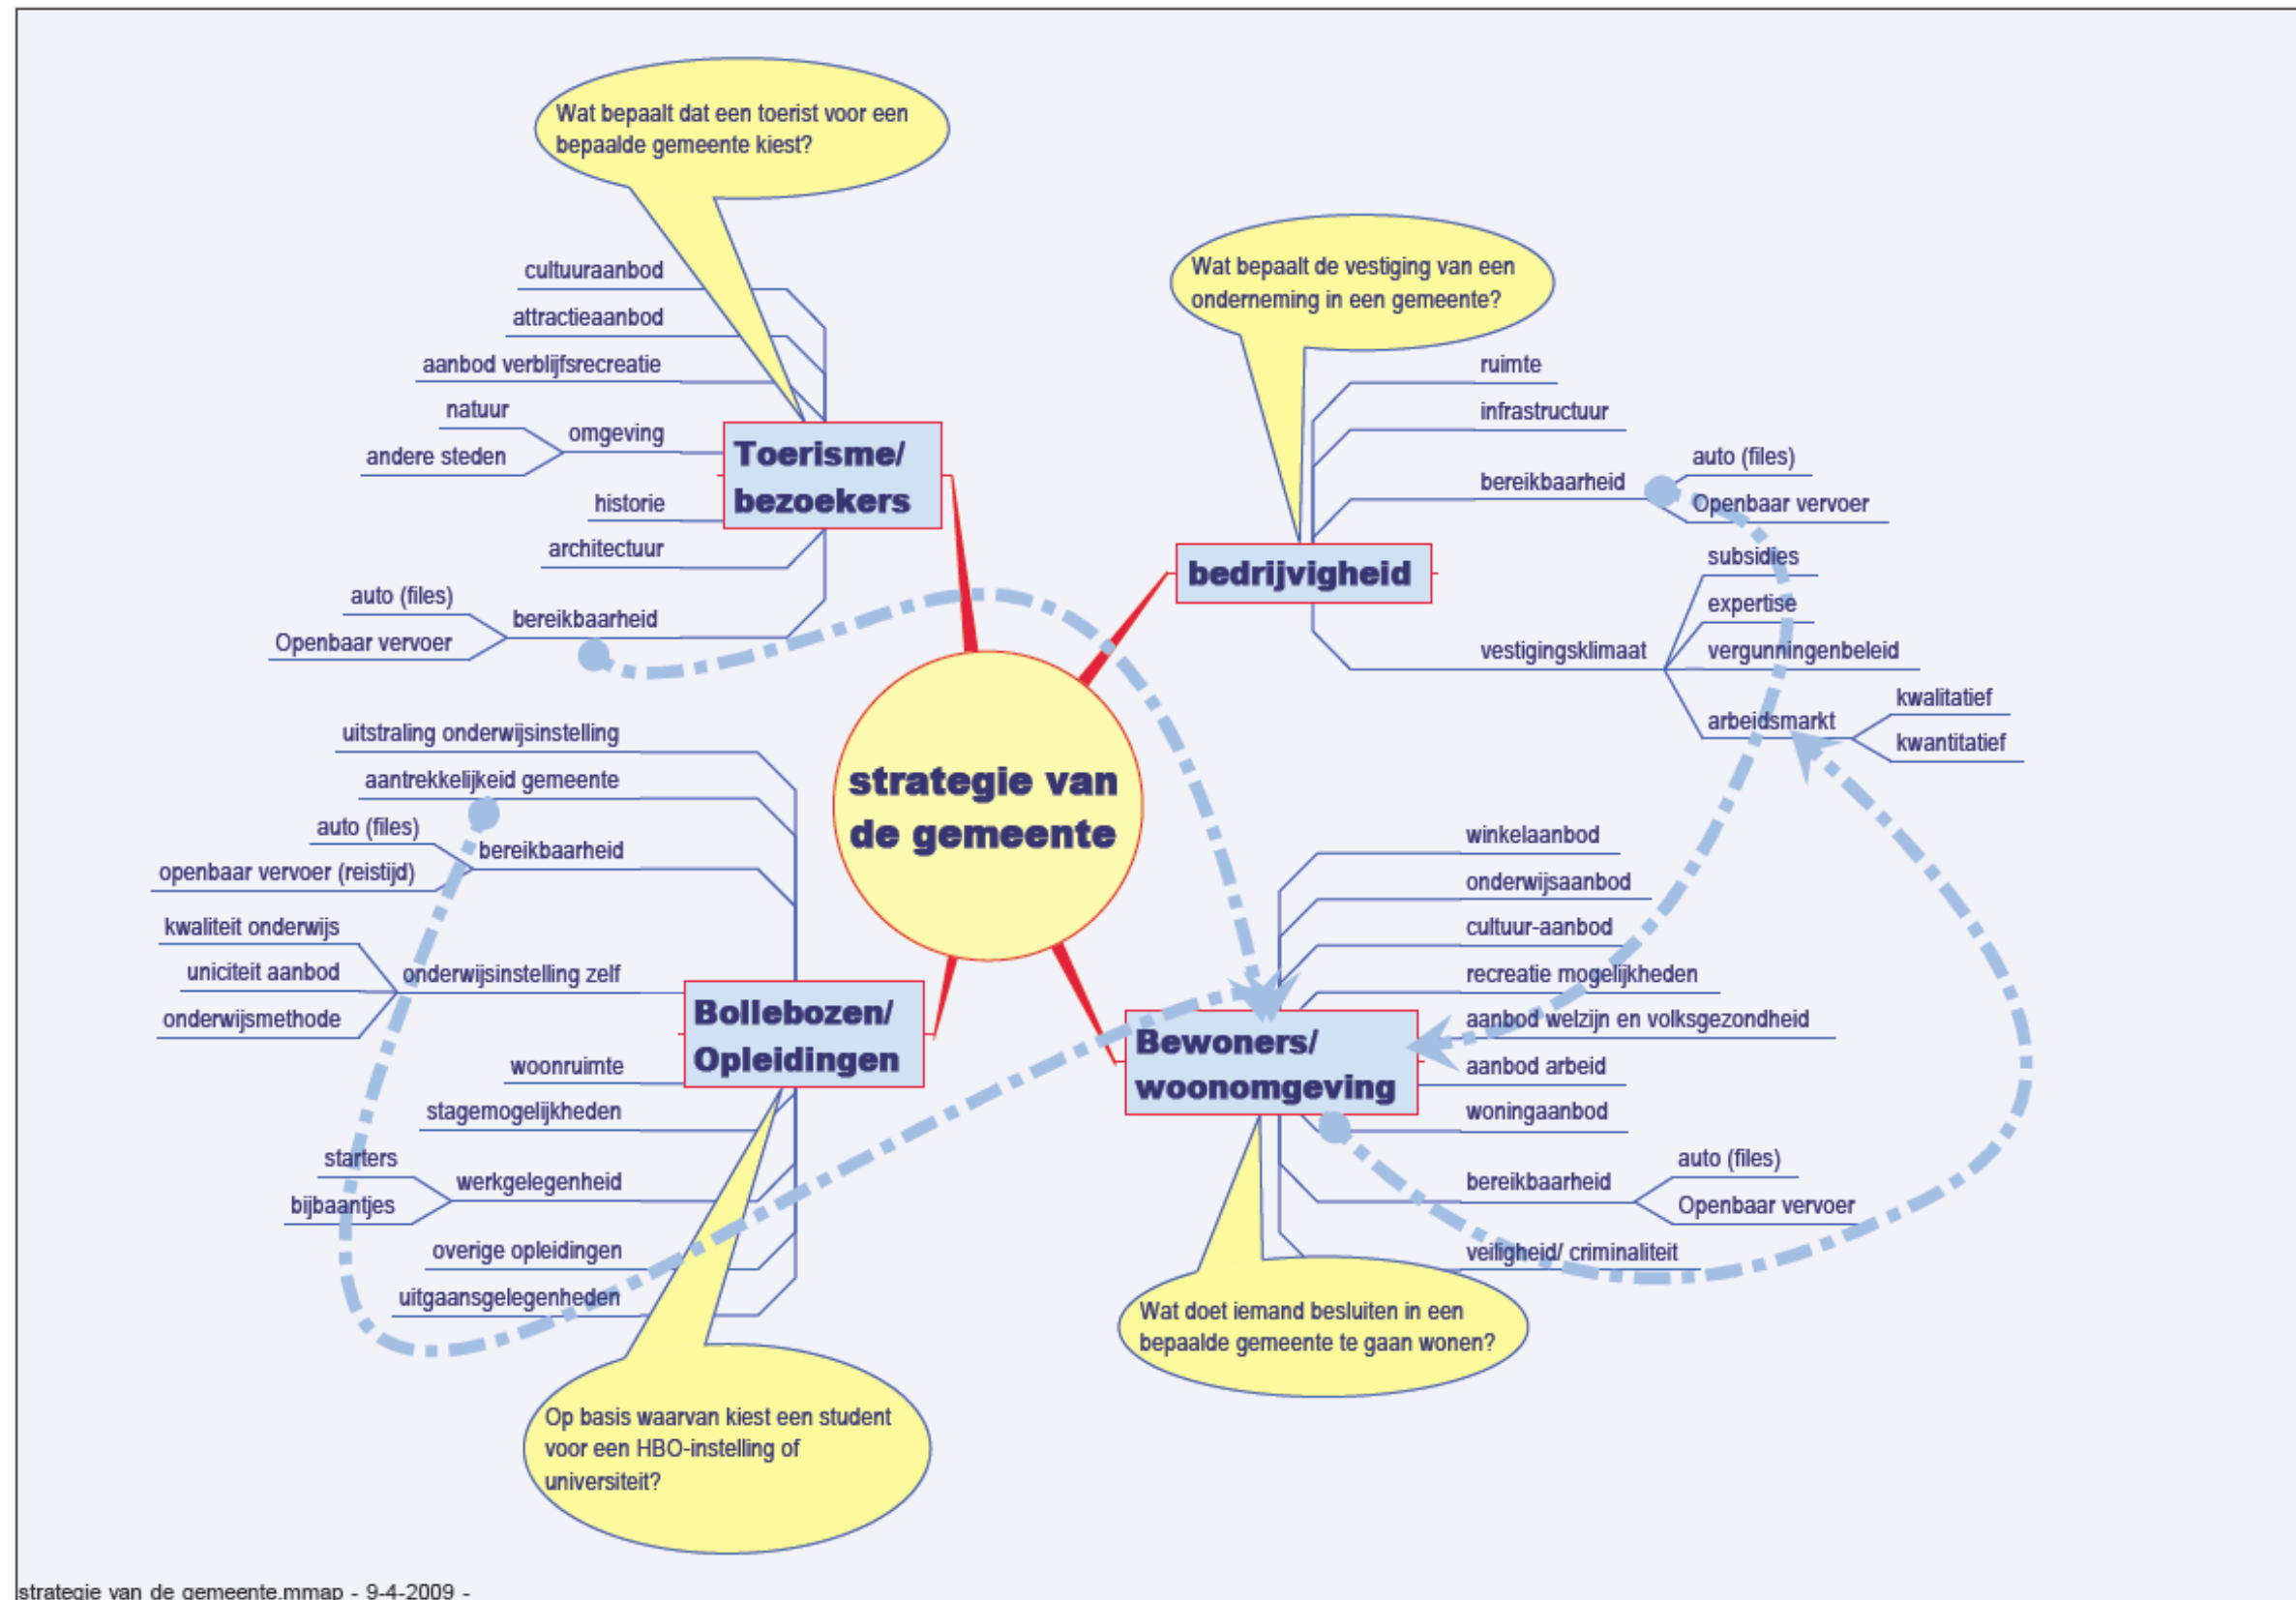 Wat bepaalt dat een toerist voor een
bepaalde gemeente kiest?
cultuuraanbod
attractieaanbod
aanbod verblijfsrecreatie
natuur
andere steden
omgeving
historie
architectuur
auto (files)
Openbaar vervoer
bereikbaarheid
Toerisme/
bezoekers
Wat bepaalt de vestiging van een
onderneming in een gemeente?
ruimte
infrastructuur
bereikbaarheid
auto (files)
Openbaar vervoer
bedrijvigheid
vestigingsklimaat
subsidies
expertise
vergunningenbeleid
arbeidsmarkt
kwalitatief
kwantitatief
strategie van
de gemeente
uitstraling onderwijsinstelling
aantrekkelijkeid gemeente
auto (files)
openbaar vervoer (reistijd)
bereikbaarheid
kwaliteit onderwijs
uniciteit aanbod
onderwijsmethode
onderwijsinstelling zelf
Bollebozen/
Opleidingen
woonruimte
stagemogelijkheden
starters
bijbaantjes
werkgelegenheid
overige opleidingen
uitgaansgelegenheden
Op basis waarvan kiest een student
voor een HBO-instelling of
universiteit?
winkelaanbod
onderwijsaanbod
cultuur-aanbod
recreatie mogelijkheden
aanbod welzijn en volksgezondheid
Bewoners/
woonomgeving
aanbod arbeid
woningaanbod
bereikbaarheid
auto (files)
Openbaar vervoer
veiligheid/ criminaliteit
Wat doet iemand besluiten in een
bepaalde gemeente te gaan wonen?
strategie van de gemeente.mmap - 9-4-2009 -